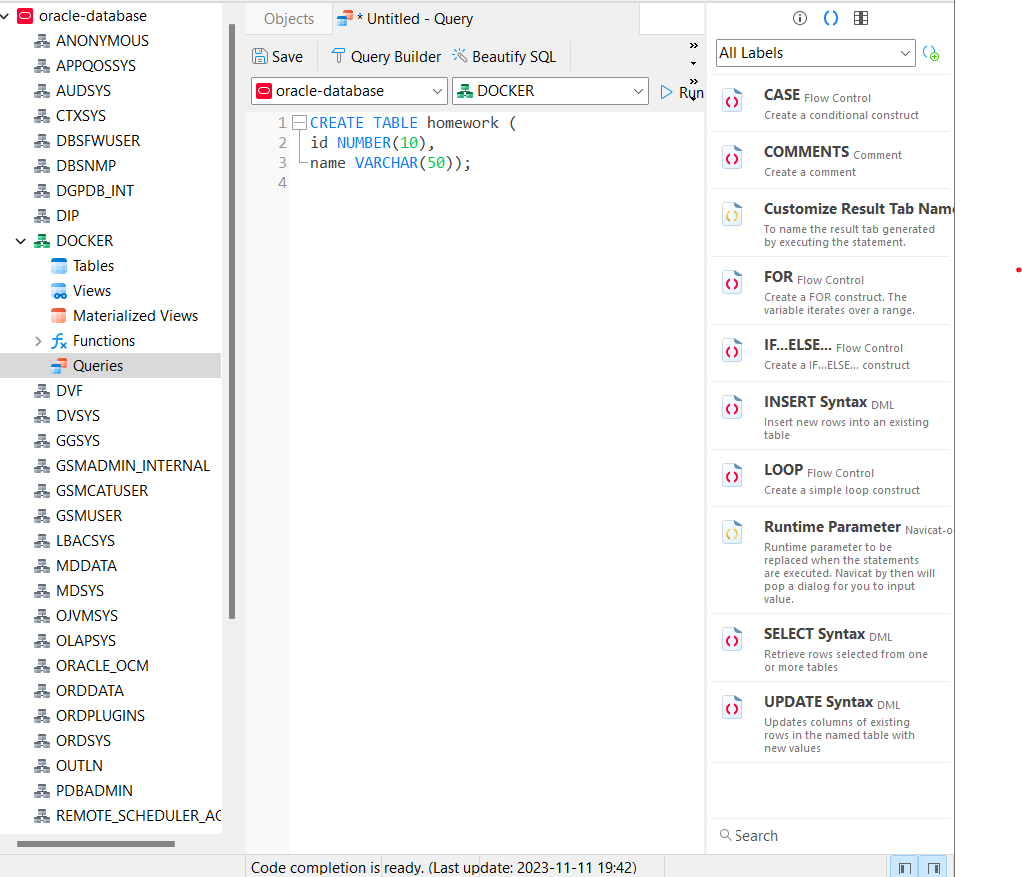 oracle-database
ANONYMOUS
APPQOSSYS
AUDSYS
CTXSYS
DBSFWUSER
DBSNMP
DGPDB_INT
DIP
DOCKER
Tables
Views
Materialized Views
Functions
Queries
DVF
DVSYS
GGSYS
GSMADMIN_INTERNAL
GSMCATUSER
GSMUSER
LBACSYS
MDDATA
MDSYS
OJVMSYS
OLAPSYS
ORACLE_OCM
ORDDATA
ORDPLUGINS
ORDSYS
OUTLN
PDBADMIN
REMOTE_SCHEDULER_AG
Objects
* Untitled - Query
Save
Query Builder
Beautify SQL
oracle-database
DOCKER
Run
1 CREATE TABLE homework (
2 id NUMBER(10),
3 name VARCHAR(50));
4
All Labels
CASE Flow Control
Create a conditional construct
COMMENTS Comment
Create a comment
Customize Result Tab Name
To name the result tab generated
by executing the statement.
FOR Flow Control
Create a FOR construct. The
variable iterates over a range.
IF...ELSE... Flow Control
Create a IF...ELSE... construct
INSERT Syntax DML
Insert new rows into an existing
table
LOOP Flow Control
Create a simple loop construct
Runtime Parameter Navicat-o
Runtime parameter to be
replaced when the statements
are executed. Navicat by then will
pop a dialog for you to input
value.
SELECT Syntax DML
Retrieve rows selected from one
or more tables
UPDATE Syntax DML
Updates columns of existing
rows in the named table with
new values
Search
Code completion is ready. (Last update: 2023-11-11 19:42)